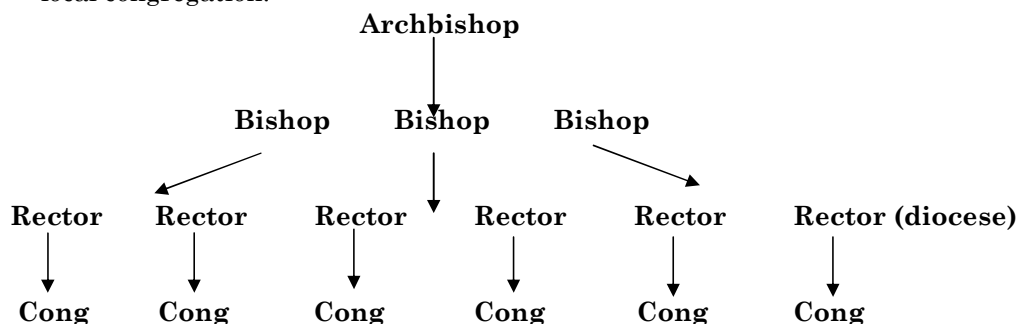 local congregation.
Archbishop
Bishop Bishop Bishop
Rector Rector Rector Rector Rector Rector (diocese)
Cong Cong Cong Cong Cong Cong